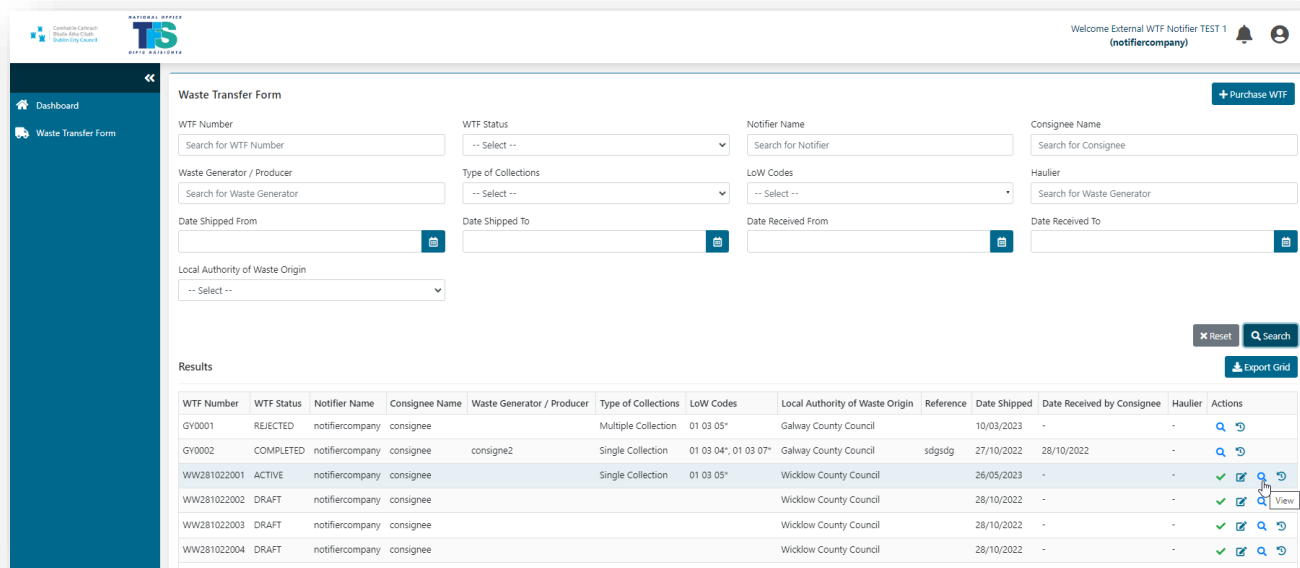 Comhairle Cathrach
Bhaile Átha Cliath
Dublin City Council
NATIONAL OFFICE
TFS
OIFIG NÁISIÚNTA
Welcome External WTF Notifier TEST 1
(notifiercompany)
Dashboard
Waste Transfer Form
Waste Transfer Form
+ Purchase WTF
WTF Number WTF Status Notifier Name Consignee Name
Search for WTF Number -- Select -- Search for Notifier Search for Consignee
Waste Generator / Producer Type of Collections LoW Codes Haulier
Search for Waste Generator -- Select -- -- Select -- Search for Waste Generator
Date Shipped From Date Shipped To Date Received From Date Received To
Local Authority of Waste Origin
-- Select --
Reset Search
Results Export Grid
WTF Number WTF Status Notifier Name Consignee Name Waste Generator / Producer Type of Collections LoW Codes Local Authority of Waste Origin Reference Date Shipped Date Received by Consignee Haulier Actions
GY0001 REJECTED notifiercompany consignee Multiple Collection 01 03 05* Galway County Council 10/03/2023 - -
GY0002 COMPLETED notifiercompany consignee consigne2 Single Collection 01 03 04*, 01 03 07* Galway County Council sdgsdg 27/10/2022 28/10/2022 -
WW281022001 ACTIVE notifiercompany consignee Single Collection 01 03 05* Wicklow County Council 26/05/2023 - -
WW281022002 DRAFT notifiercompany consignee Wicklow County Council 28/10/2022 - - View
WW281022003 DRAFT notifiercompany consignee Wicklow County Council 28/10/2022 - -
WW281022004 DRAFT notifiercompany consignee Wicklow County Council 28/10/2022 - -